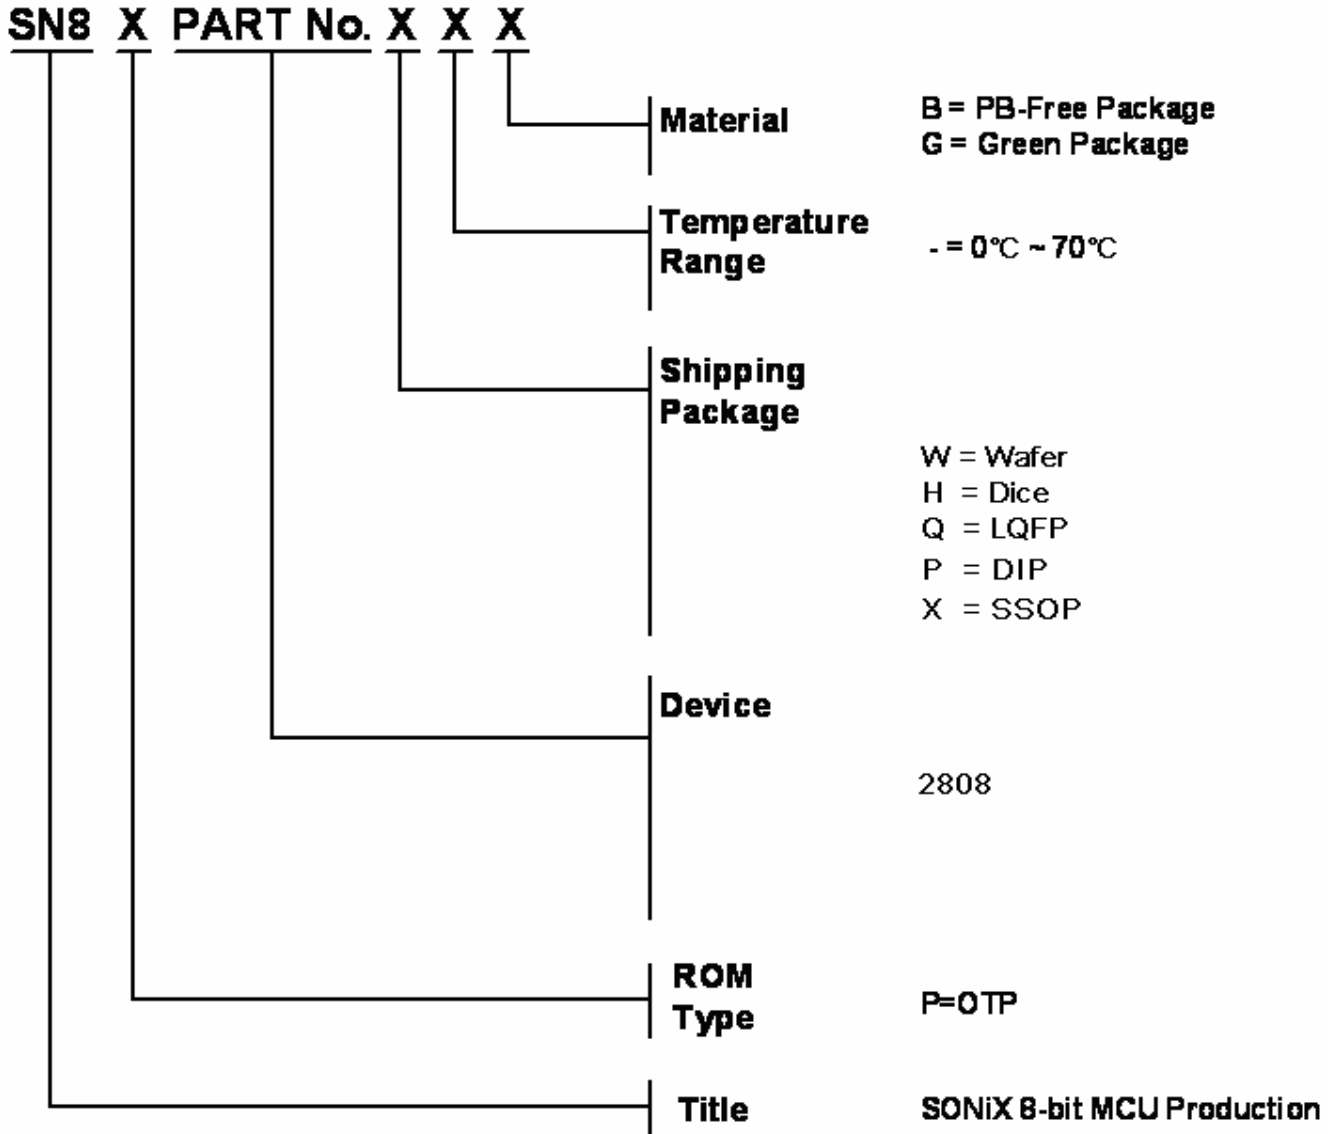 SN8 X PART No. X X X
Material
B = PB-Free Package
G = Green Package
Temperature
Range
- = 0℃ ~ 70℃
Shipping
Package
W = Wafer
H = Dice
Q = LQFP
P = DIP
X = SSOP
Device
2808
ROM
Type
P=OTP
Title
SONiX 8-bit MCU Production